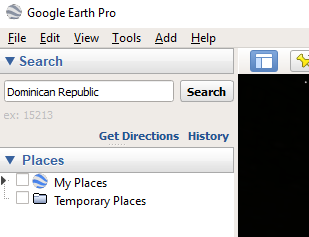 Google Earth Pro
File Edit View Tools Add Help
Search
Dominican Republic Search
ex: 15213
Get Directions History
Places
My Places
Temporary Places